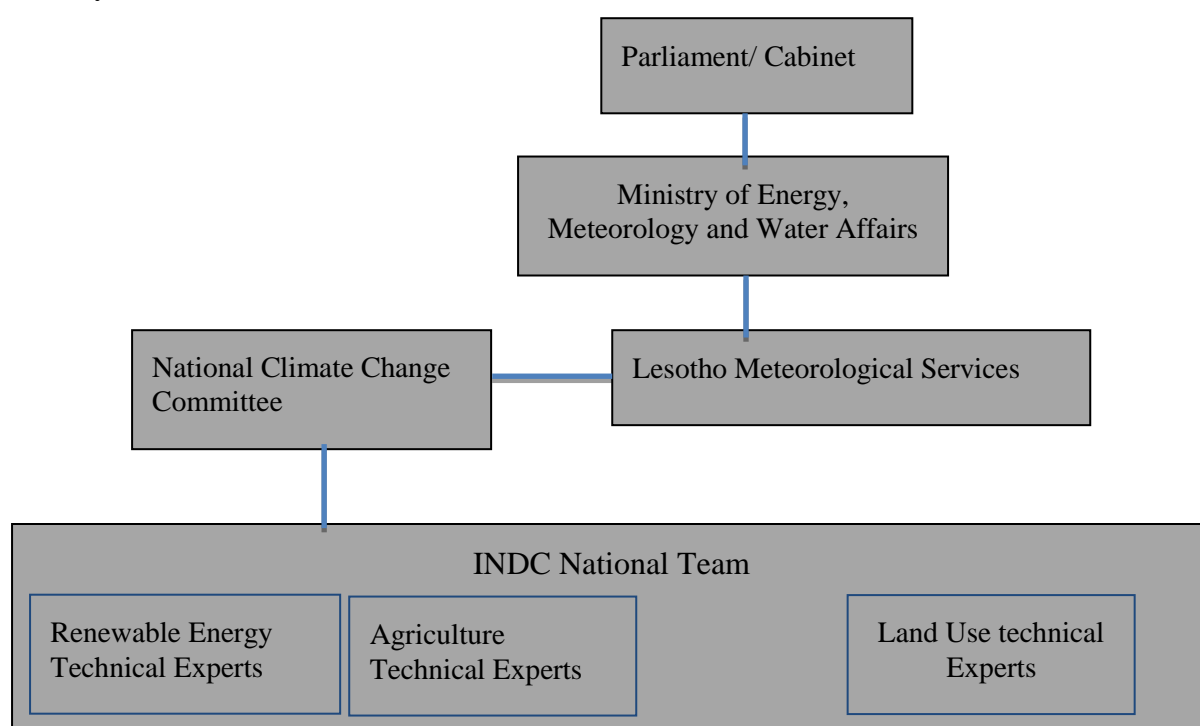 Parliament/ Cabinet
Ministry of Energy,
Meteorology and Water Affairs
National Climate Change
Committee
Lesotho Meteorological Services
INDC National Team
Renewable Energy
Technical Experts
Agriculture
Technical Experts
Land Use technical
Experts